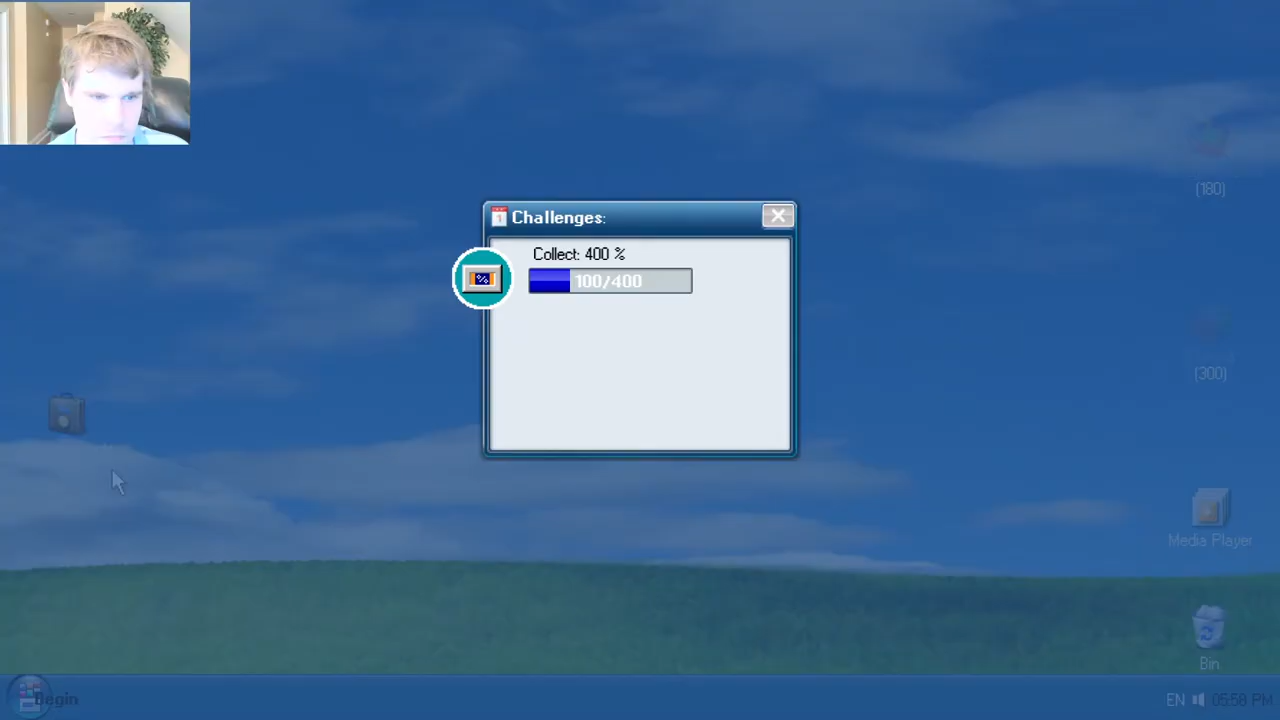 Challenges:
Collect: 400 %
100/400
(180)
(300)
Media Player
Bin
Begin
EN 05:58 PM